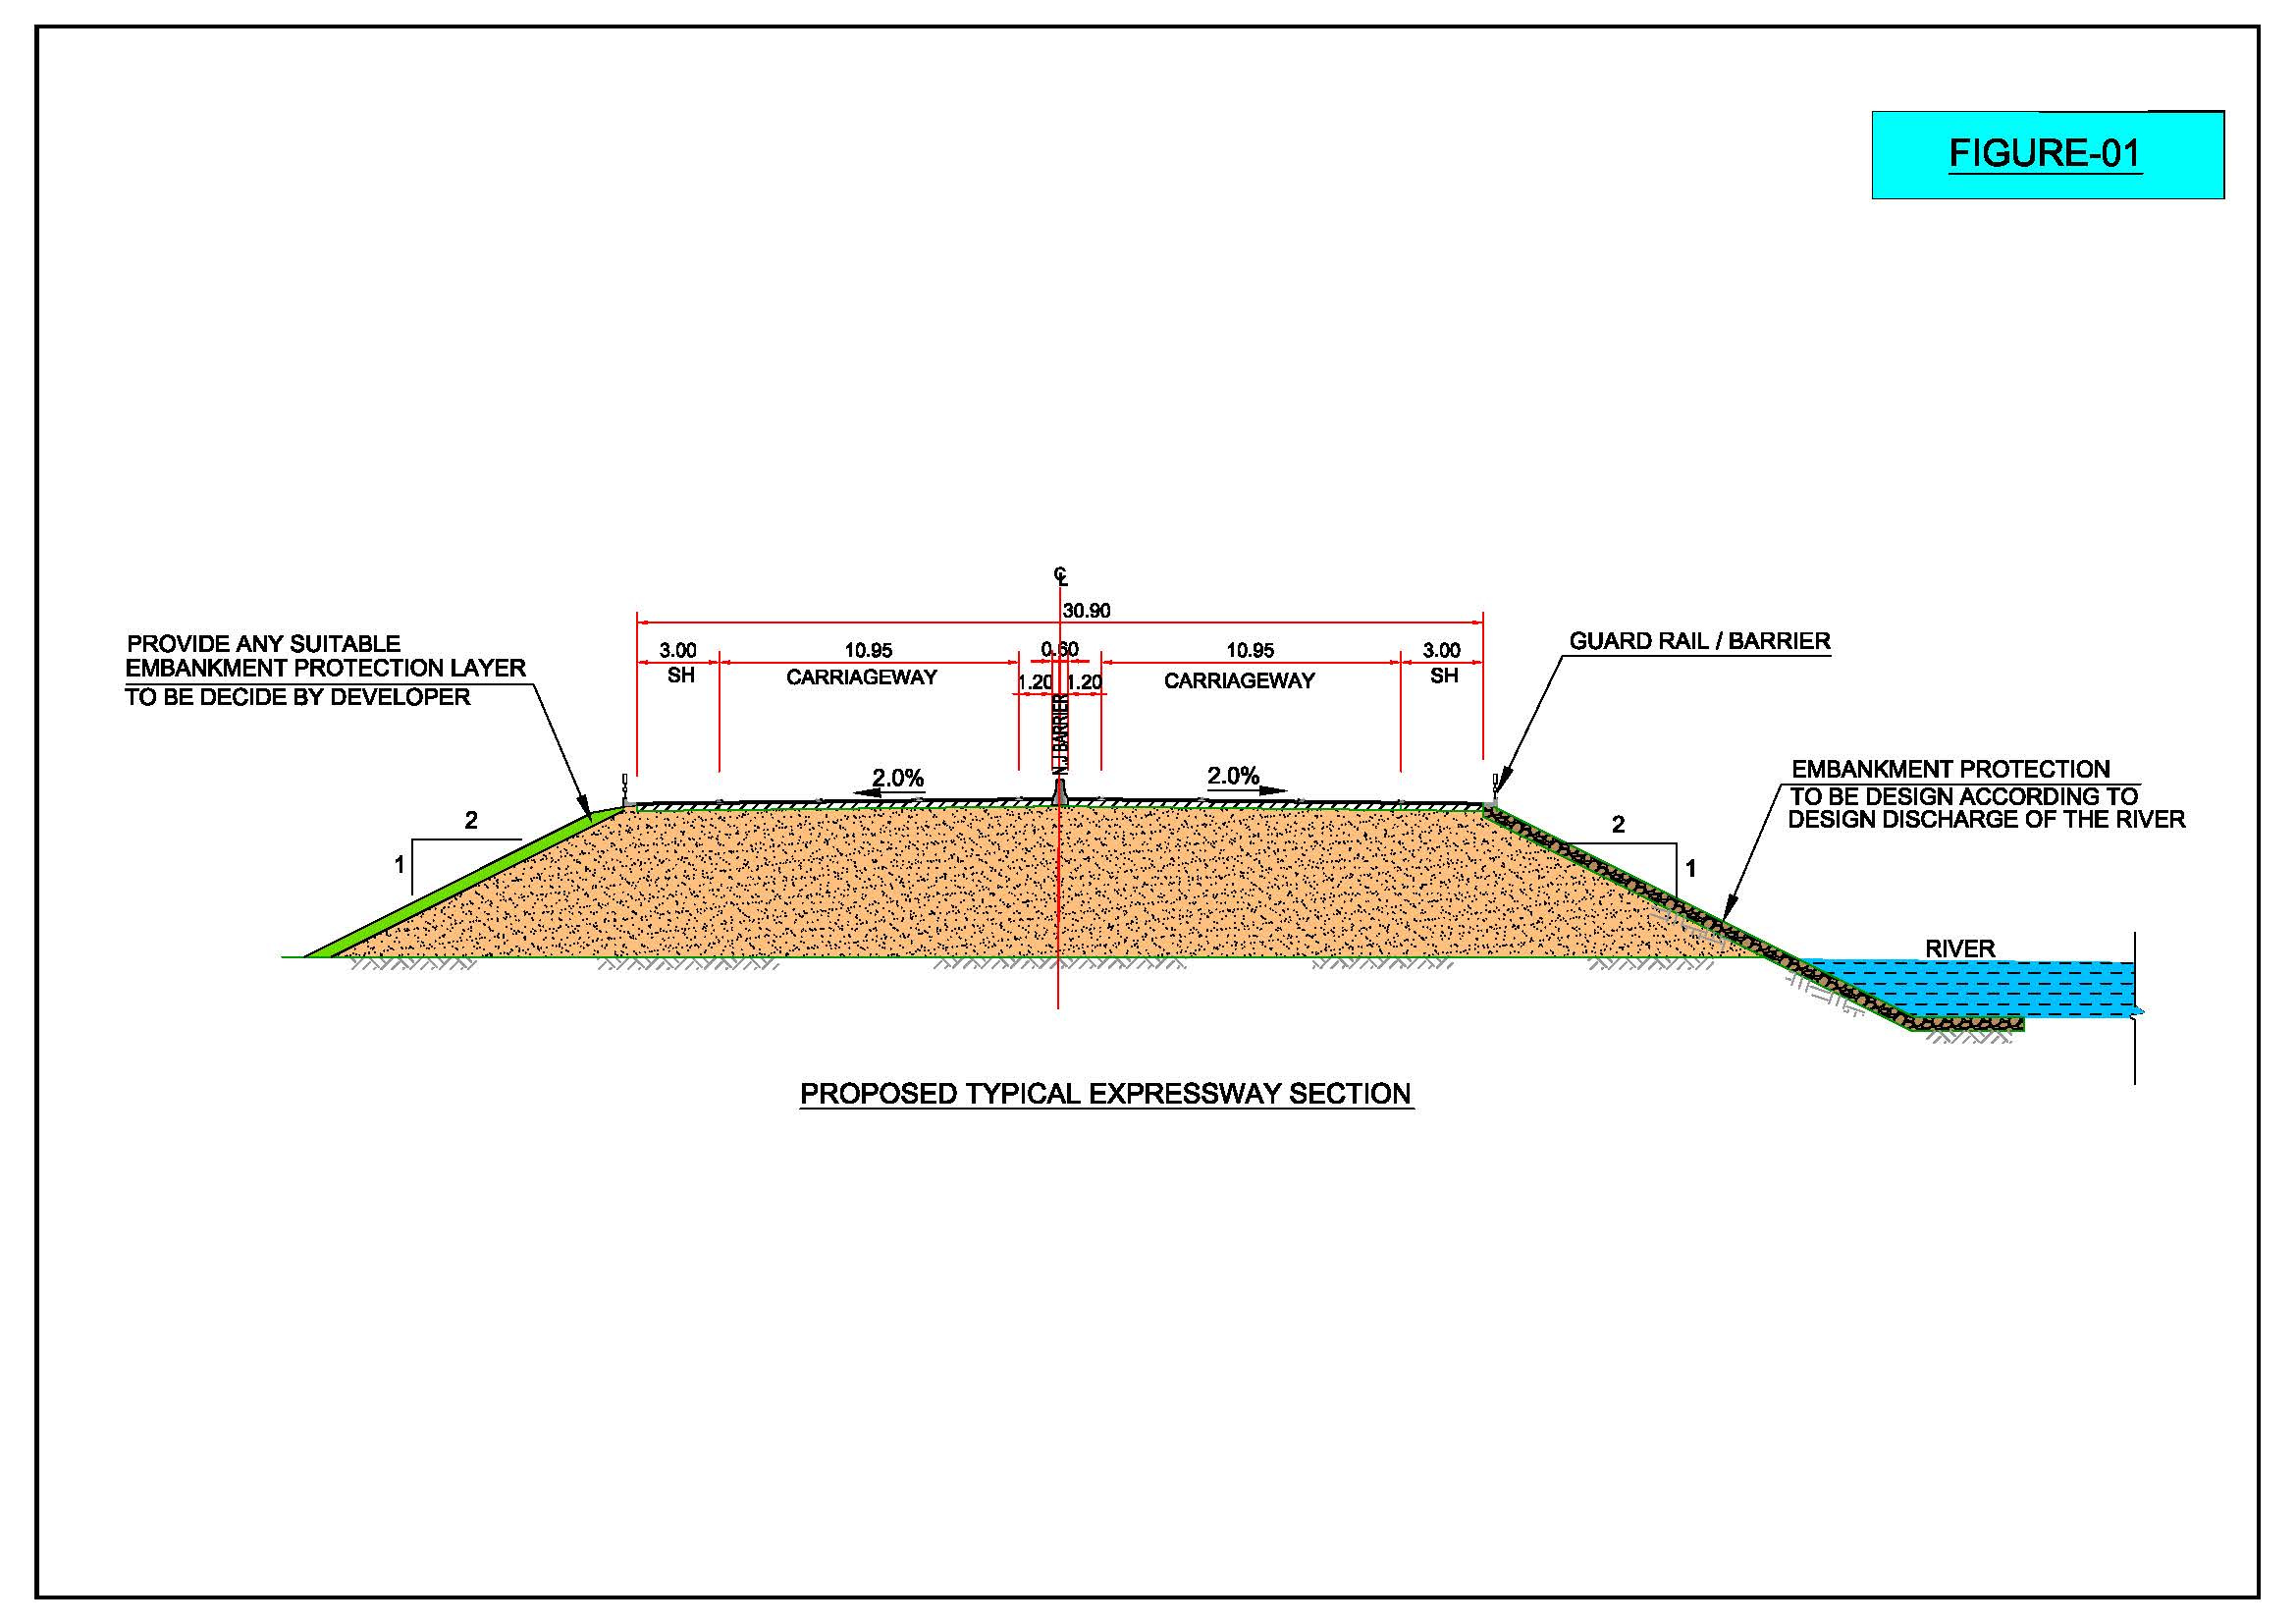 FIGURE-01
℄
30.90
3.00
10.95
0.60
10.95
3.00
SH
CARRIAGEWAY
1.20
1.20
CARRIAGEWAY
SH
N.J BARRIER
2.0%
2.0%
PROVIDE ANY SUITABLE
EMBANKMENT PROTECTION LAYER
TO BE DECIDE BY DEVELOPER
GUARD RAIL / BARRIER
EMBANKMENT PROTECTION
TO BE DESIGN ACCORDING TO
DESIGN DISCHARGE OF THE RIVER
2
1
2
1
RIVER
PROPOSED TYPICAL EXPRESSWAY SECTION